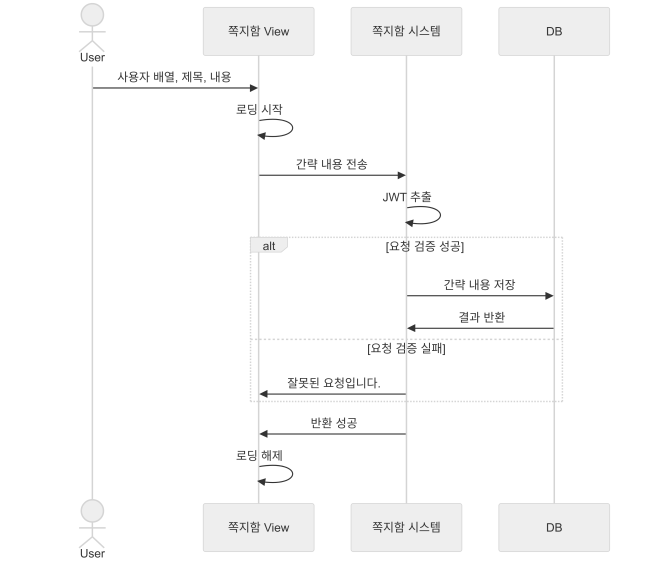 User
쪽지함 View
쪽지함 시스템
DB
사용자 배열, 제목, 내용
로딩 시작
간략 내용 전송
JWT 추출
alt
[요청 검증 성공]
간략 내용 저장
결과 반환
[요청 검증 실패]
잘못된 요청입니다.
반환 성공
로딩 해제
User
쪽지함 View
쪽지함 시스템
DB